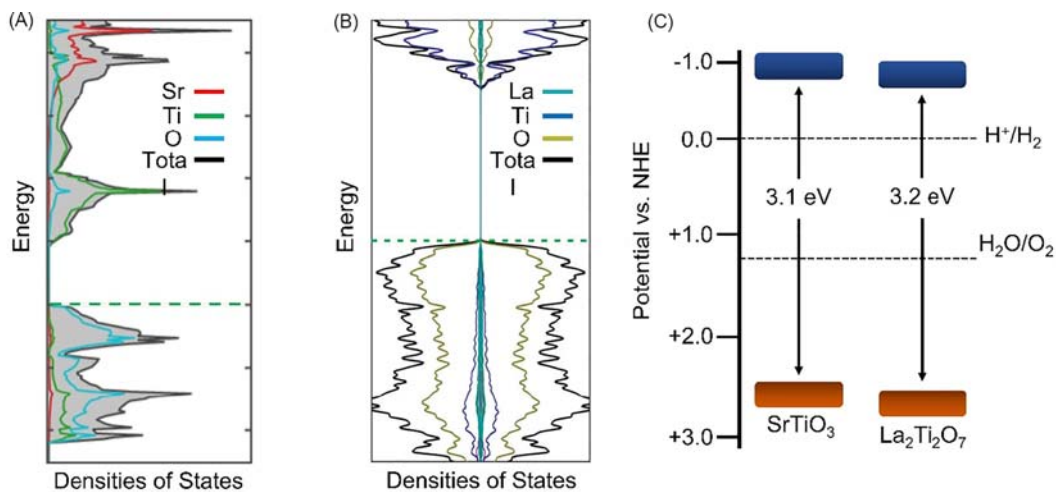 (A)
Energy
Sr
Ti
O
Tota
l
Densities of States
(B)
Energy
La
Ti
O
Tota
l
Densities of States
(C)
Potential vs. NHE
-1.0
0.0
+1.0
+2.0
+3.0
H⁺/H₂
H₂O/O₂
3.1 eV
3.2 eV
SrTiO₃
La₂Ti₂O₇